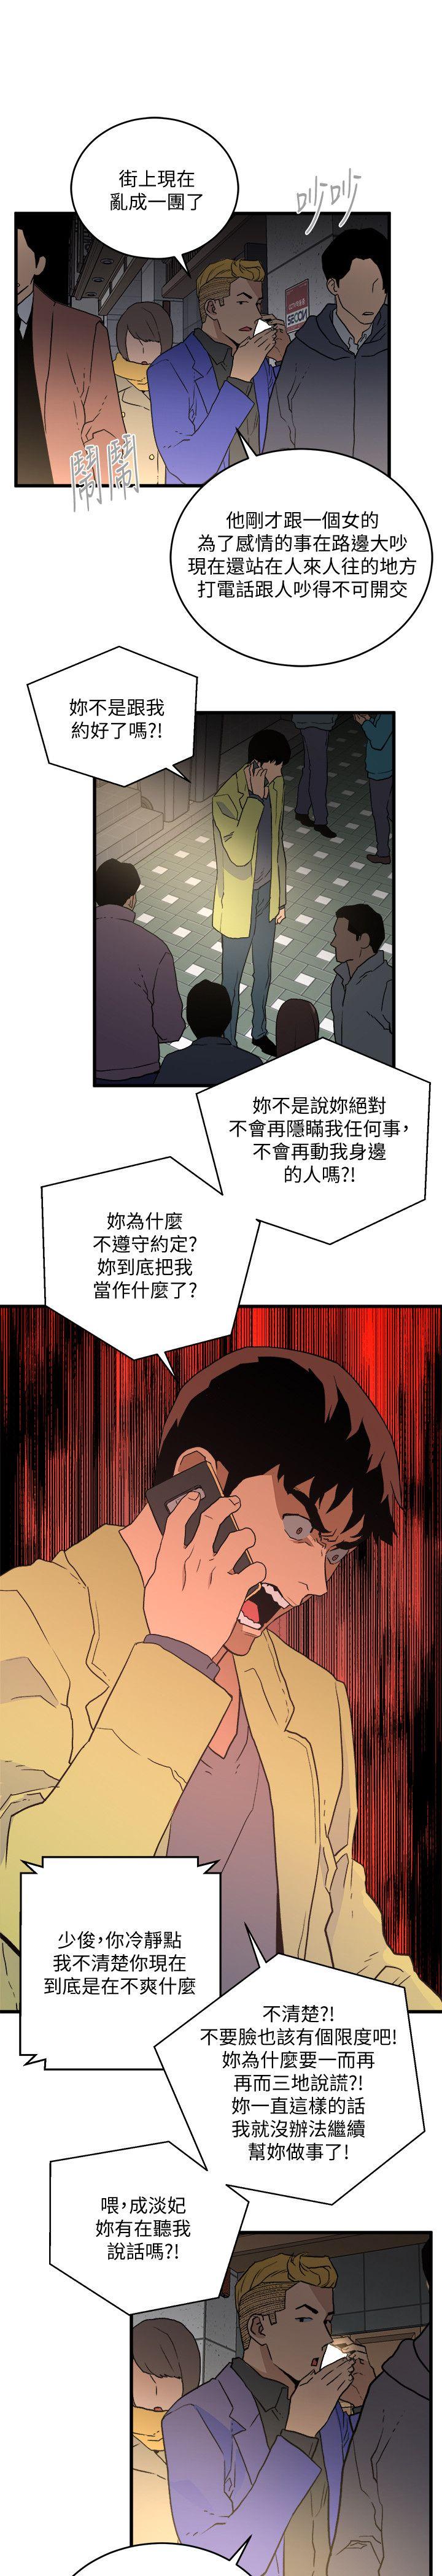 街上現在
亂成一團了
吵吵
SECON
鬧鬧
他剛才跟一個女的
為了感情的事在路邊大吵
現在還站在人來人往的地方
打電話跟人吵得不可開交
妳不是跟我
約好了嗎?!
妳不是說妳絕對
不會再隱瞞我任何事,
不會再動我身邊
的人嗎?!
妳為什麼
不遵守約定?
妳到底把我
當作什麼了?
少俊,你冷靜點
我不清楚你現在
到底是在不爽什麼
不清楚?!
不要臉也該有個限度吧!
妳為什麼要一而再
再而三地說謊?!
妳一直這樣的話
我就沒辦法繼續
幫妳做事了!
喂,成淡妃
妳有在聽我
說話嗎?!